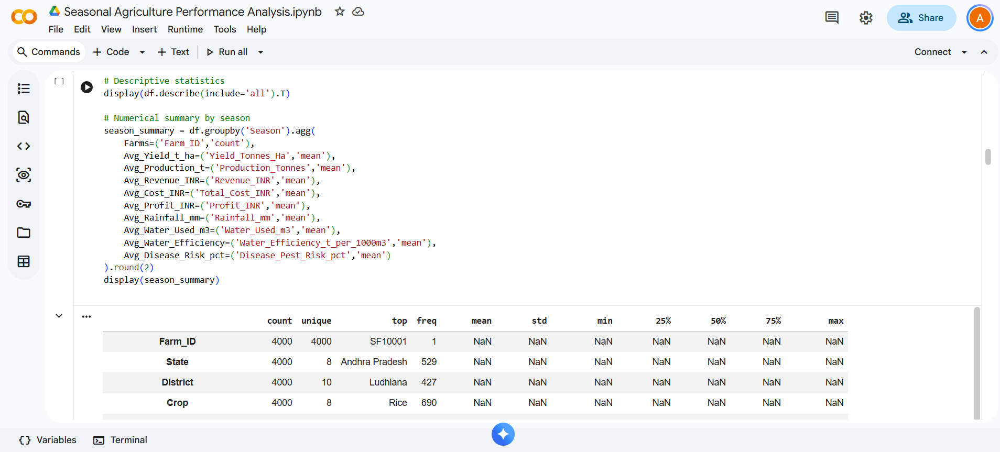 Seasonal Agriculture Performance Analysis.ipynb
File Edit View Insert Runtime Tools Help
Share
A
Commands + Code + Text Run all
Connect
[ ]
# Descriptive statistics
display(df.describe(include='all').T)
# Numerical summary by season
season_summary = df.groupby('Season').agg(
    Farms=('Farm_ID','count'),
    Avg_Yield_t_ha=('Yield_Tonnes_Ha','mean'),
    Avg_Production_t=('Production_Tonnes','mean'),
    Avg_Revenue_INR=('Revenue_INR','mean'),
    Avg_Cost_INR=('Total_Cost_INR','mean'),
    Avg_Profit_INR=('Profit_INR','mean'),
    Avg_Rainfall_mm=('Rainfall_mm','mean'),
    Avg_Water_Used_m3=('Water_Used_m3','mean'),
    Avg_Water_Efficiency=('Water_Efficiency_t_per_1000m3','mean'),
    Avg_Disease_Risk_pct=('Disease_Pest_Risk_pct','mean')
).round(2)
display(season_summary)
count unique top freq mean std min 25% 50% 75% max
Farm_ID 4000 4000 SF10001 1 NaN NaN NaN NaN NaN NaN NaN
State 4000 8 Andhra Pradesh 529 NaN NaN NaN NaN NaN NaN NaN
District 4000 10 Ludhiana 427 NaN NaN NaN NaN NaN NaN NaN
Crop 4000 8 Rice 690 NaN NaN NaN NaN NaN NaN NaN
Variables Terminal